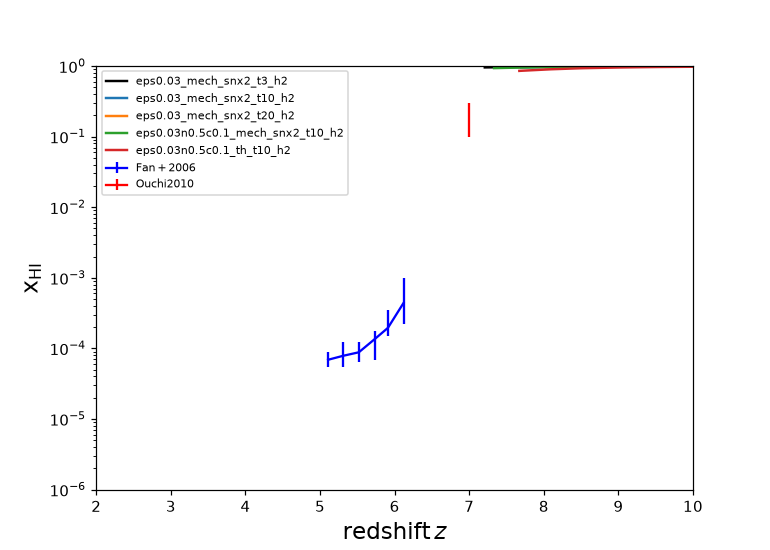 10⁰
10⁻¹
10⁻²
10⁻³
10⁻⁴
10⁻⁵
10⁻⁶
x_HI
eps0.03_mech_snx2_t3_h2
eps0.03_mech_snx2_t10_h2
eps0.03_mech_snx2_t20_h2
eps0.03n0.5c0.1_mech_snx2_t10_h2
eps0.03n0.5c0.1_th_t10_h2
Fan+2006
Ouchi2010
2 3 4 5 6 7 8 9 10
redshift z